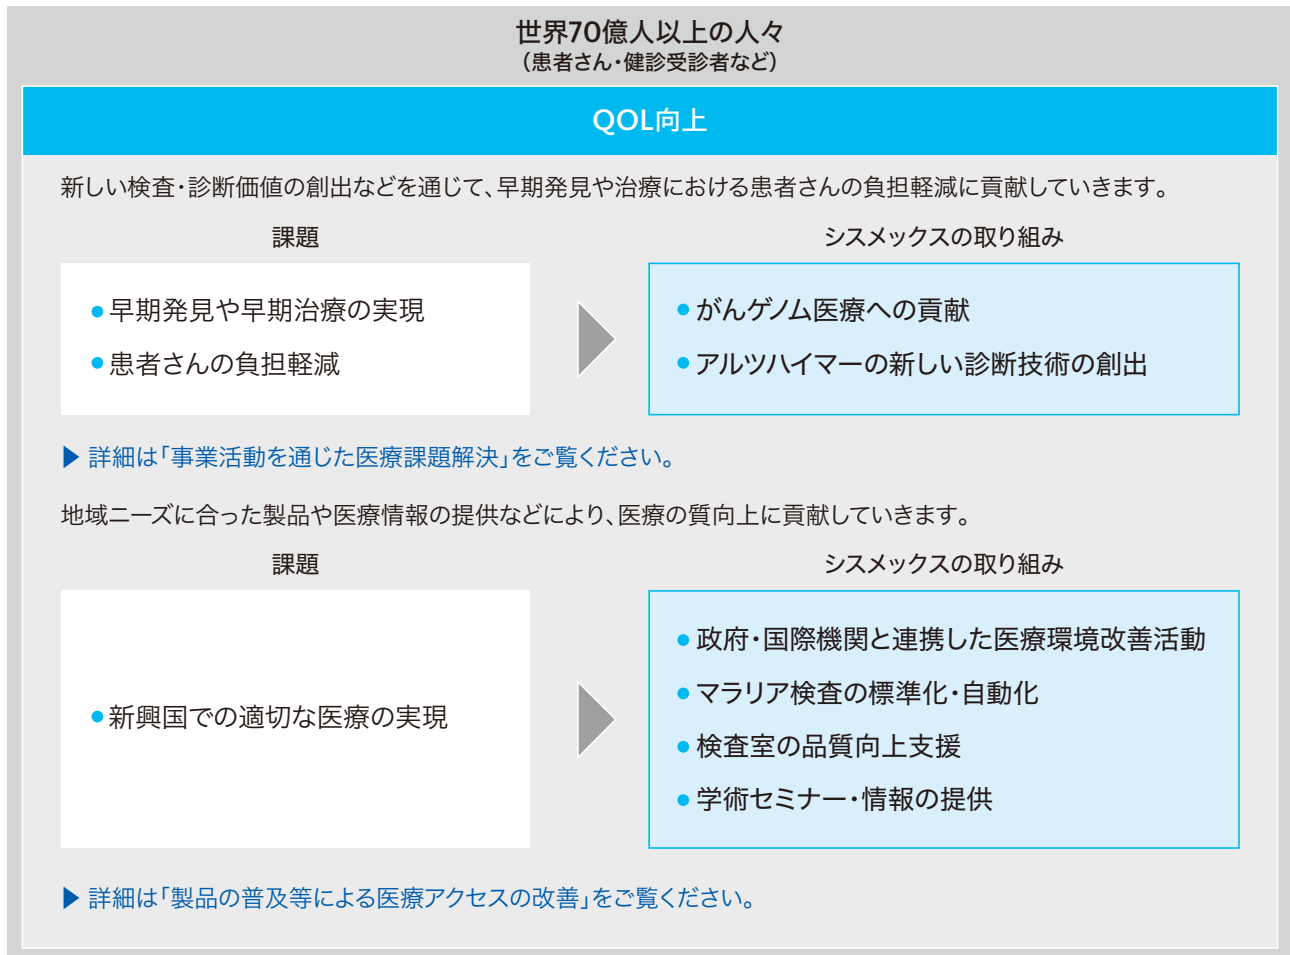 世界70億人以上の人々
（患者さん・健診受診者など）
QOL向上
新しい検査・診断価値の創出などを通じて、早期発見や治療における患者さんの負担軽減に貢献していきます。
課題
シスメックスの取り組み
●早期発見や早期治療の実現
●患者さんの負担軽減
●がんゲノム医療への貢献
●アルツハイマーの新しい診断技術の創出
▶ 詳細は「事業活動を通じた医療課題解決」をご覧ください。
地域ニーズに合った製品や医療情報の提供などにより、医療の質向上に貢献していきます。
課題
シスメックスの取り組み
●新興国での適切な医療の実現
●政府・国際機関と連携した医療環境改善活動
●マラリア検査の標準化・自動化
●検査室の品質向上支援
●学術セミナー・情報の提供
▶ 詳細は「製品の普及等による医療アクセスの改善」をご覧ください。